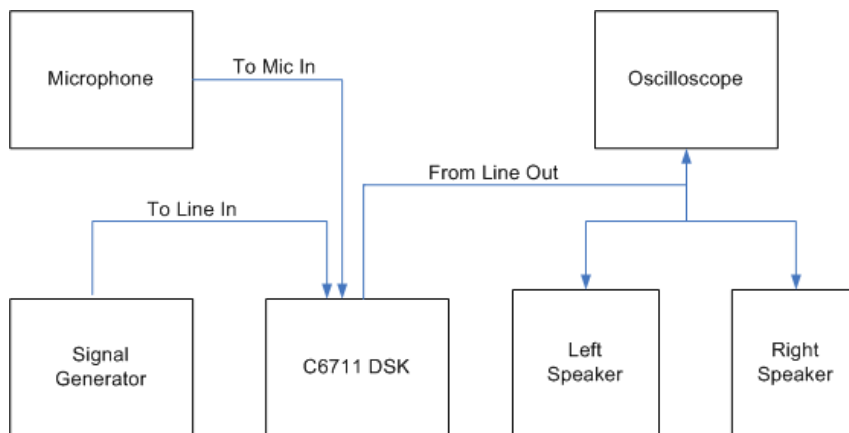 Microphone
To Mic In
Oscilloscope
From Line Out
To Line In
Signal
Generator
C6711 DSK
Left
Speaker
Right
Speaker